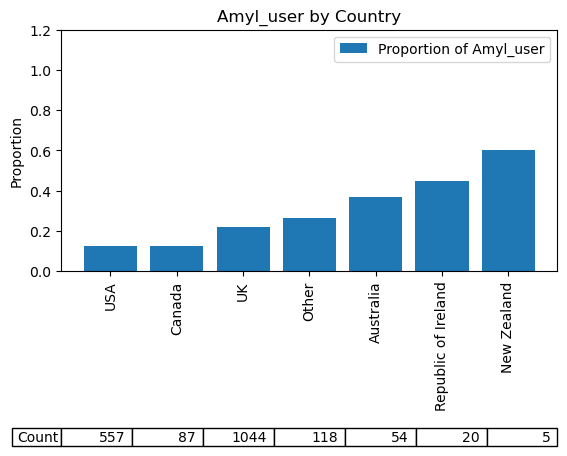 Amyl_user by Country
Proportion of Amyl_user
Proportion
1.2
1.0
0.8
0.6
0.4
0.2
0.0
USA
Canada
UK
Other
Australia
Republic of Ireland
New Zealand
Count 557 87 1044 118 54 20 5